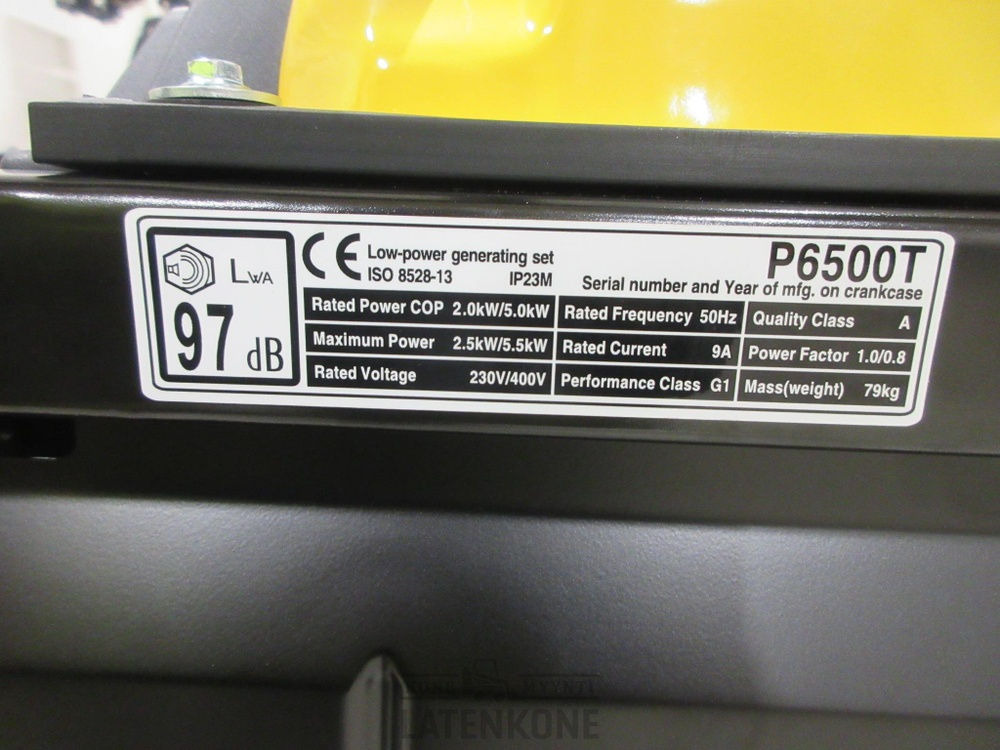 LWA
97 dB
CE Low-power generating set
ISO 8528-13 IP23M
P6500T
Serial number and Year of mfg. on crankcase
Rated Power COP 2.0kW/5.0kW
Maximum Power 2.5kW/5.5kW
Rated Voltage 230V/400V
Rated Frequency 50Hz
Rated Current 9A
Performance Class G1
Quality Class A
Power Factor 1.0/0.8
Mass(weight) 79kg
LATENKONE